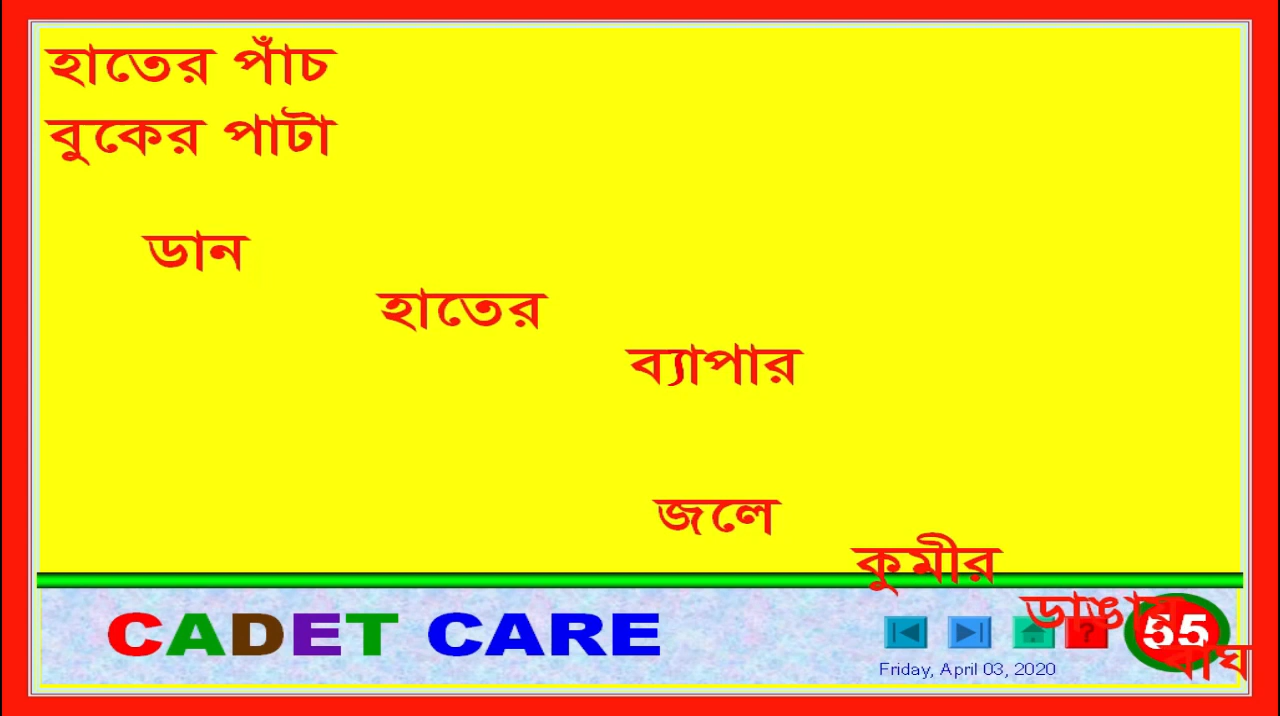 হাতের পাঁচ
বুকের পাটা
ডান
হাতের
ব্যাপার
জলে
কুমীর
ডাঙায়
বাঘ
CADET CARE
?
55
Friday, April 03, 2020